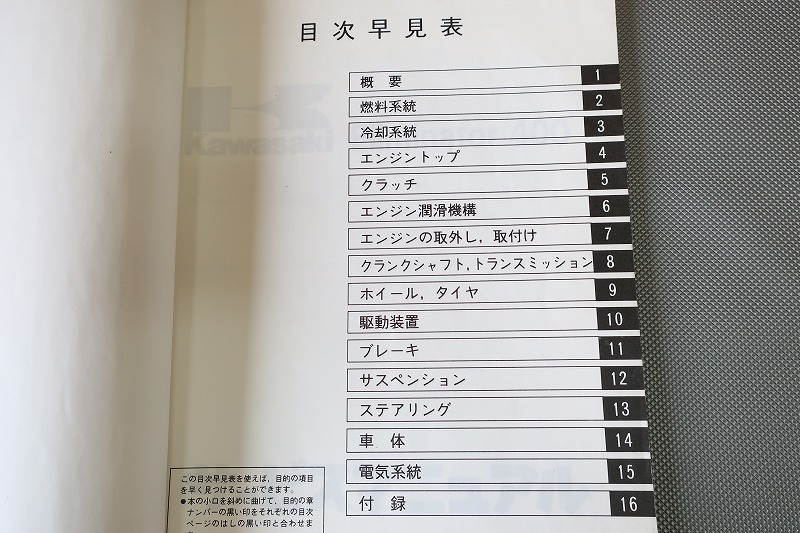 目次早見表
概 要 1
燃料系統 2
冷却系統 3
エンジントップ 4
クラッチ 5
エンジン潤滑機構 6
エンジンの取外し，取付け 7
クランクシャフト，トランスミッション 8
ホイール，タイヤ 9
駆動装置 10
ブレーキ 11
サスペンション 12
ステアリング 13
車 体 14
電気系統 15
付 録 16
この目次早見表を使えば，目的の項目
を早く見つけることができます。
●本の小口を斜めに曲げて，目的の章
ナンバーの黒い印をそれぞれの目次
ページのはしの黒い印と合わせま
Kawasaki